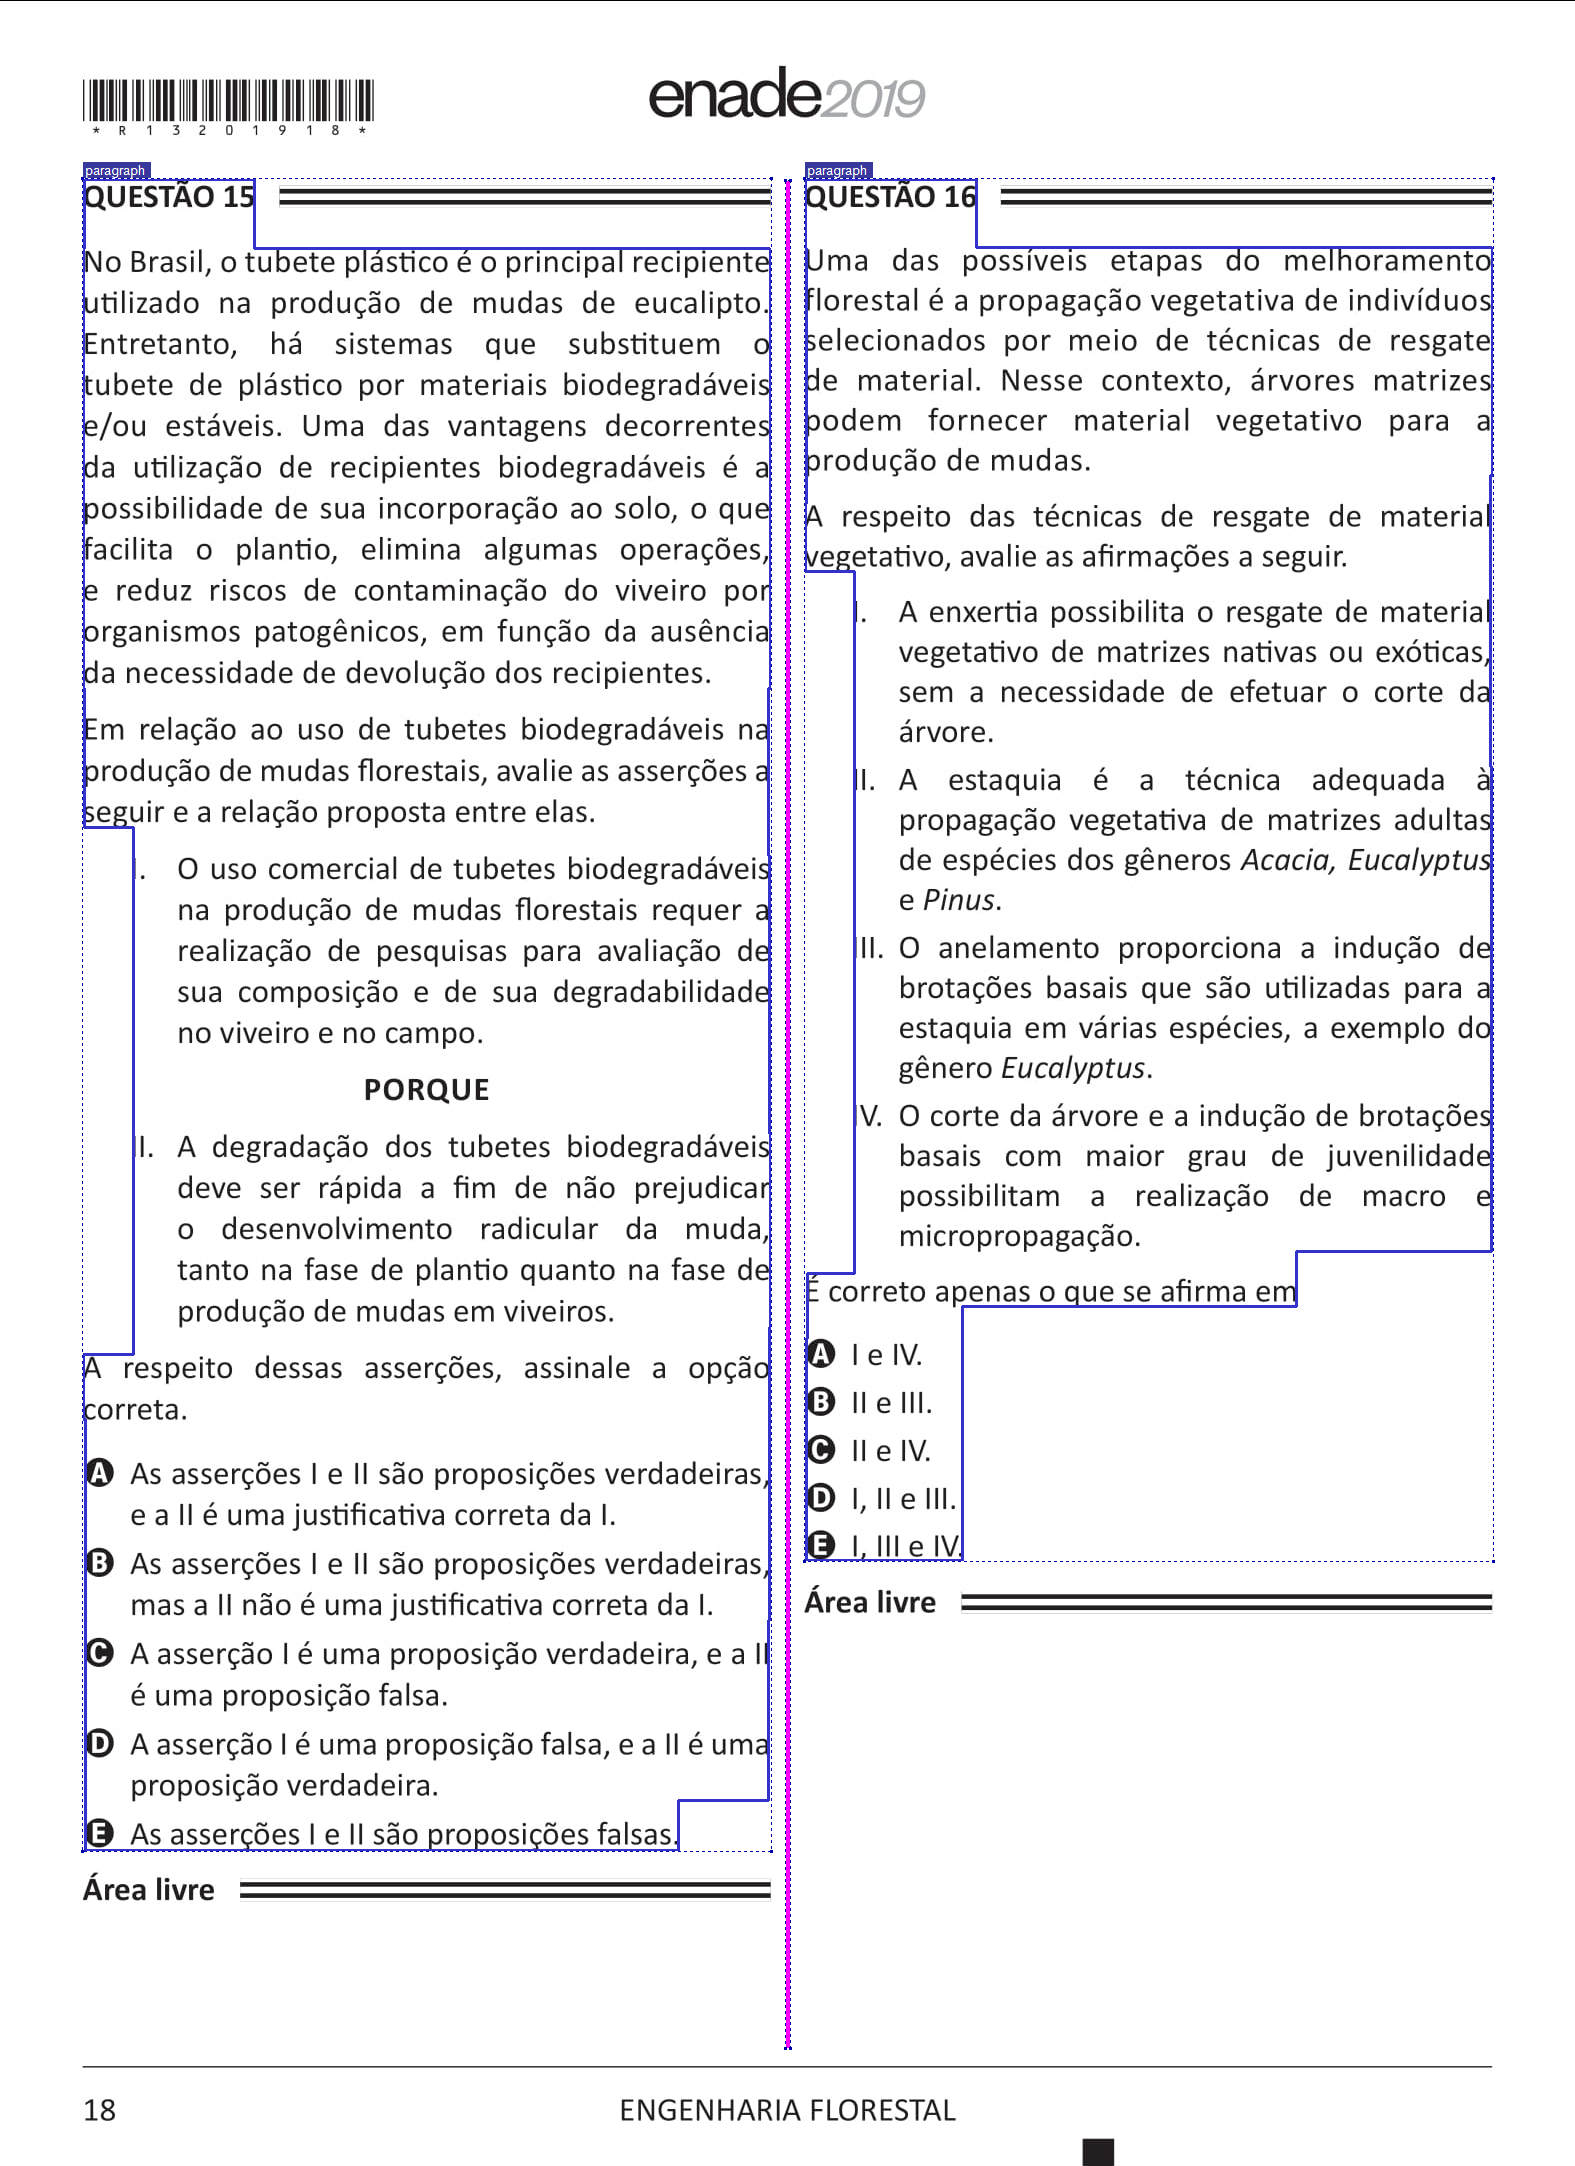 *R13201918*
enade2019
paragraph
QUESTÃO 15
No Brasil, o tubete plástico é o principal recipiente
utilizado na produção de mudas de eucalipto.
Entretanto, há sistemas que substituem o
tubete de plástico por materiais biodegradáveis
e/ou estáveis. Uma das vantagens decorrentes
da utilização de recipientes biodegradáveis é a
possibilidade de sua incorporação ao solo, o que
facilita o plantio, elimina algumas operações,
e reduz riscos de contaminação do viveiro por
organismos patogênicos, em função da ausência
da necessidade de devolução dos recipientes.
Em relação ao uso de tubetes biodegradáveis na
produção de mudas florestais, avalie as asserções a
seguir e a relação proposta entre elas.
I. O uso comercial de tubetes biodegradáveis
na produção de mudas florestais requer a
realização de pesquisas para avaliação de
sua composição e de sua degradabilidade
no viveiro e no campo.
PORQUE
II. A degradação dos tubetes biodegradáveis
deve ser rápida a fim de não prejudicar
o desenvolvimento radicular da muda,
tanto na fase de plantio quanto na fase de
produção de mudas em viveiros.
A respeito dessas asserções, assinale a opção
correta.
A As asserções I e II são proposições verdadeiras,
e a II é uma justificativa correta da I.
B As asserções I e II são proposições verdadeiras,
mas a II não é uma justificativa correta da I.
C A asserção I é uma proposição verdadeira, e a II
é uma proposição falsa.
D A asserção I é uma proposição falsa, e a II é uma
proposição verdadeira.
E As asserções I e II são proposições falsas.
Área livre
paragraph
QUESTÃO 16
Uma das possíveis etapas do melhoramento
florestal é a propagação vegetativa de indivíduos
selecionados por meio de técnicas de resgate
de material. Nesse contexto, árvores matrizes
podem fornecer material vegetativo para a
produção de mudas.
A respeito das técnicas de resgate de material
vegetativo, avalie as afirmações a seguir.
I. A enxertia possibilita o resgate de material
vegetativo de matrizes nativas ou exóticas,
sem a necessidade de efetuar o corte da
árvore.
II. A estaquia é a técnica adequada à
propagação vegetativa de matrizes adultas
de espécies dos gêneros Acacia, Eucalyptus
e Pinus.
III. O anelamento proporciona a indução de
brotações basais que são utilizadas para a
estaquia em várias espécies, a exemplo do
gênero Eucalyptus.
IV. O corte da árvore e a indução de brotações
basais com maior grau de juvenilidade
possibilitam a realização de macro e
micropropagação.
É correto apenas o que se afirma em
A I e IV.
B II e III.
C II e IV.
D I, II e III.
E I, III e IV.
Área livre
18
ENGENHARIA FLORESTAL